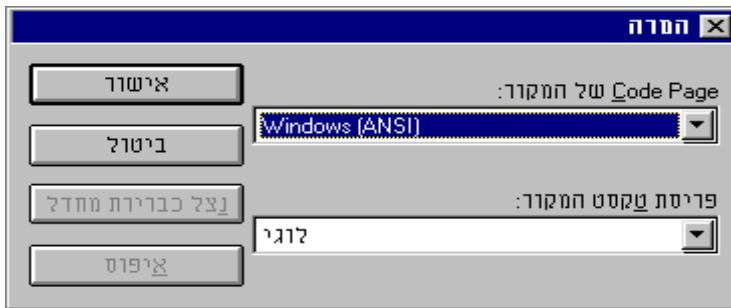 המרה
Code Page של המקור:
Windows (ANSI)
פריסת טקסט המקור:
לוגי
אישור
ביטול
נצל כברירת מחדל
איפוס